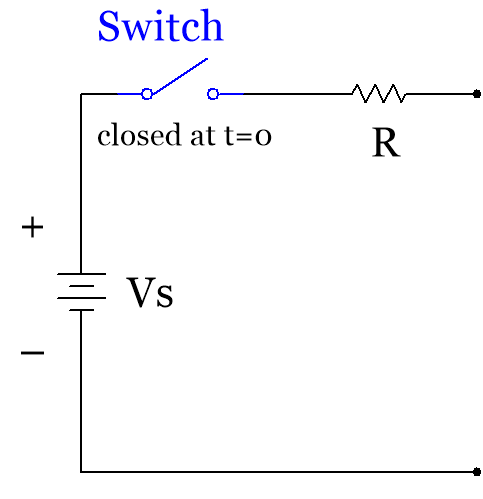 Switch
closed at t=0
R
+
Vs
−